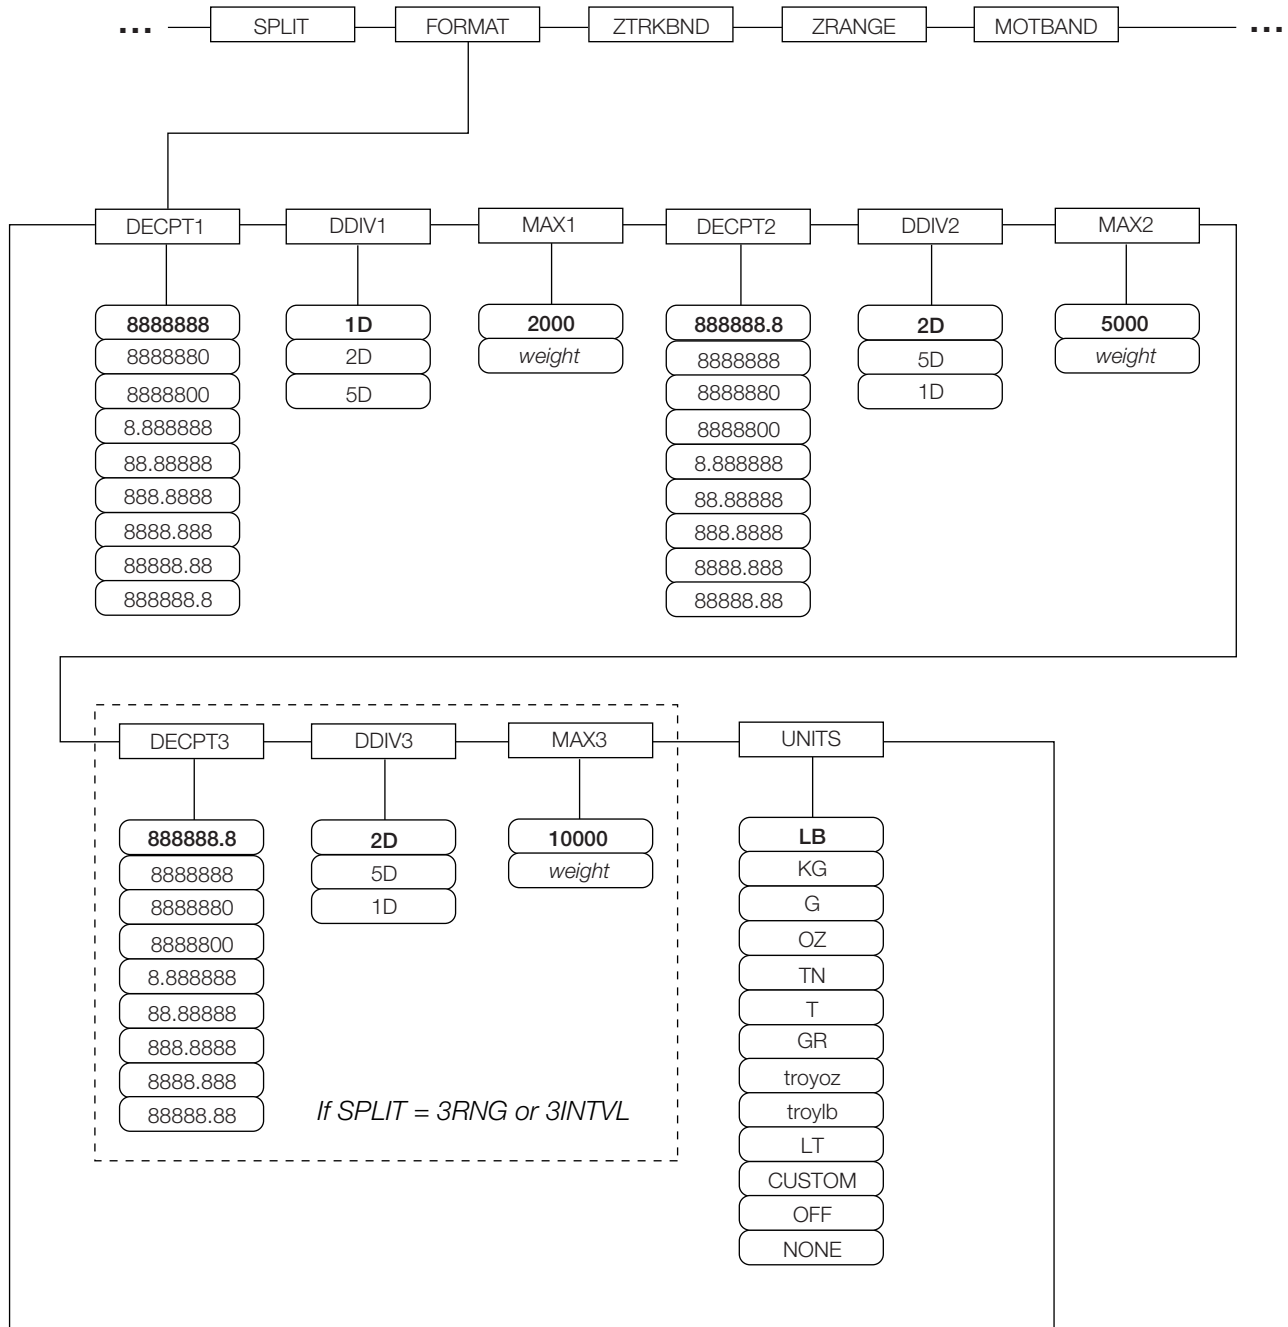 ... SPLIT FORMAT ZTRKBND ZRANGE MOTBAND ...
DECPT1 DDIV1 MAX1 DECPT2 DDIV2 MAX2
8888888 1D 2000 888888.8 2D 5000
8888880 2D weight 8888888 5D weight
8888800 5D 8888880 1D
8.888888 8888800
88.88888 8.888888
888.8888 88.88888
8888.888 888.8888
88888.88 8888.888
888888.8 88888.88
DECPT3 DDIV3 MAX3 UNITS
888888.8 2D 10000 LB
8888888 5D weight KG
8888880 1D G
8888800 OZ
8.888888 TN
88.88888 T
888.8888 GR
8888.888 troyoz
88888.88 If SPLIT = 3RNG or 3INTVL troylb
LT
CUSTOM
OFF
NONE